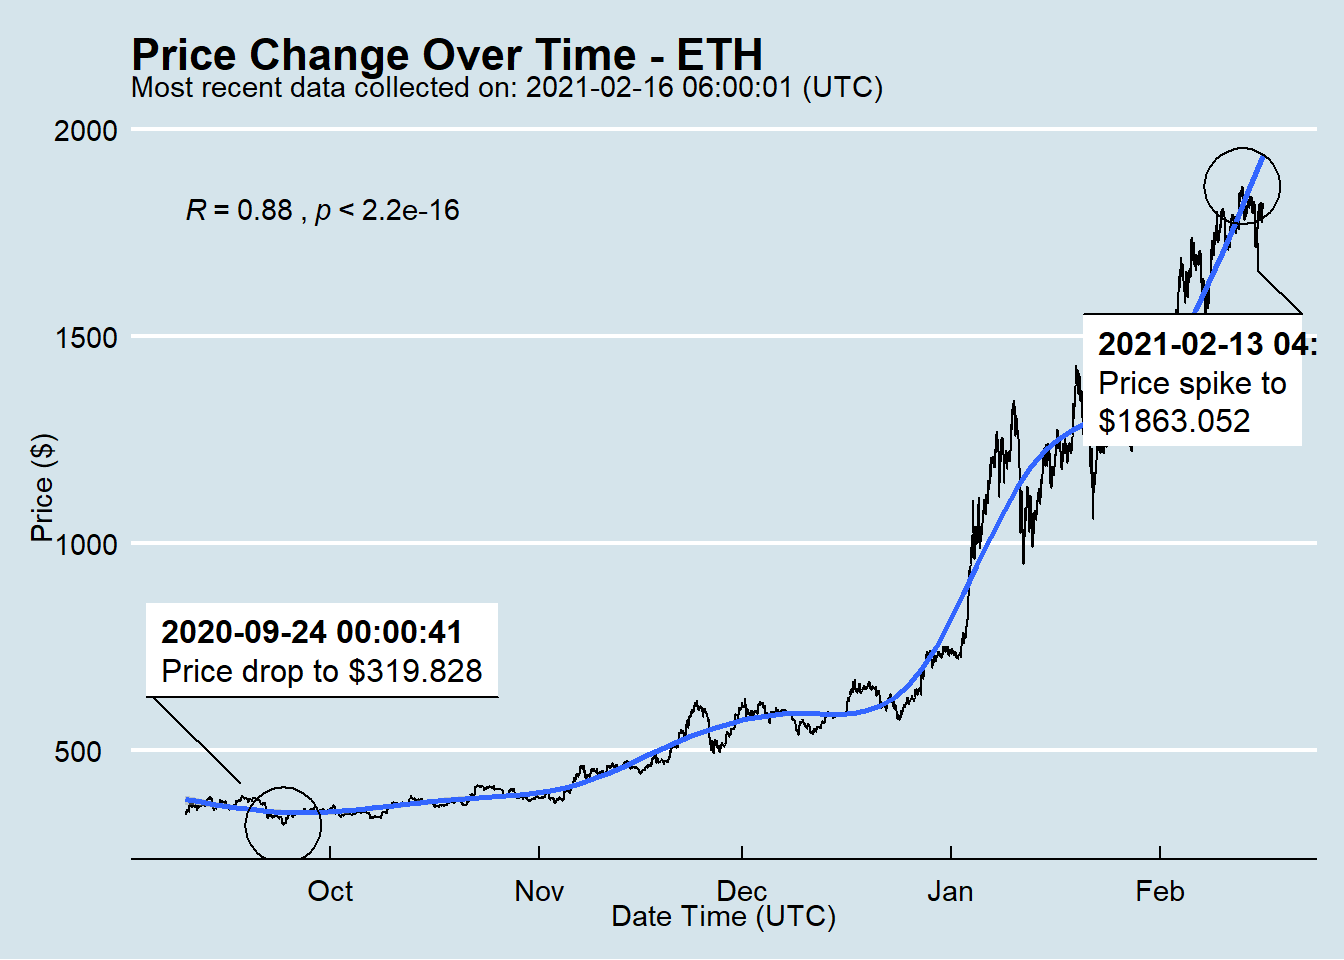 Price Change Over Time - ETH
Most recent data collected on: 2021-02-16 06:00:01 (UTC)
2000
R = 0.88 , p < 2.2e-16
1500
2021-02-13 04:
Price spike to
$1863.052
Price ($)
1000
2020-09-24 00:00:41
Price drop to $319.828
500
Oct Nov Dec Jan Feb
Date Time (UTC)